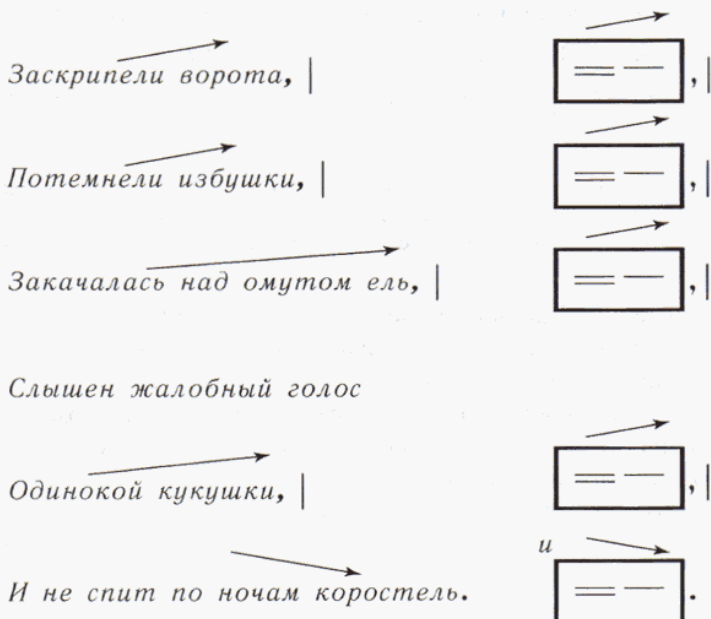 Заскрипели ворота, | , |
Потемнели избушки, | , |
Закачалась над омутом ель, | , |
Слышен жалобный голос
Одинокой кукушки, | , |
и
И не спит по ночам коростель. .